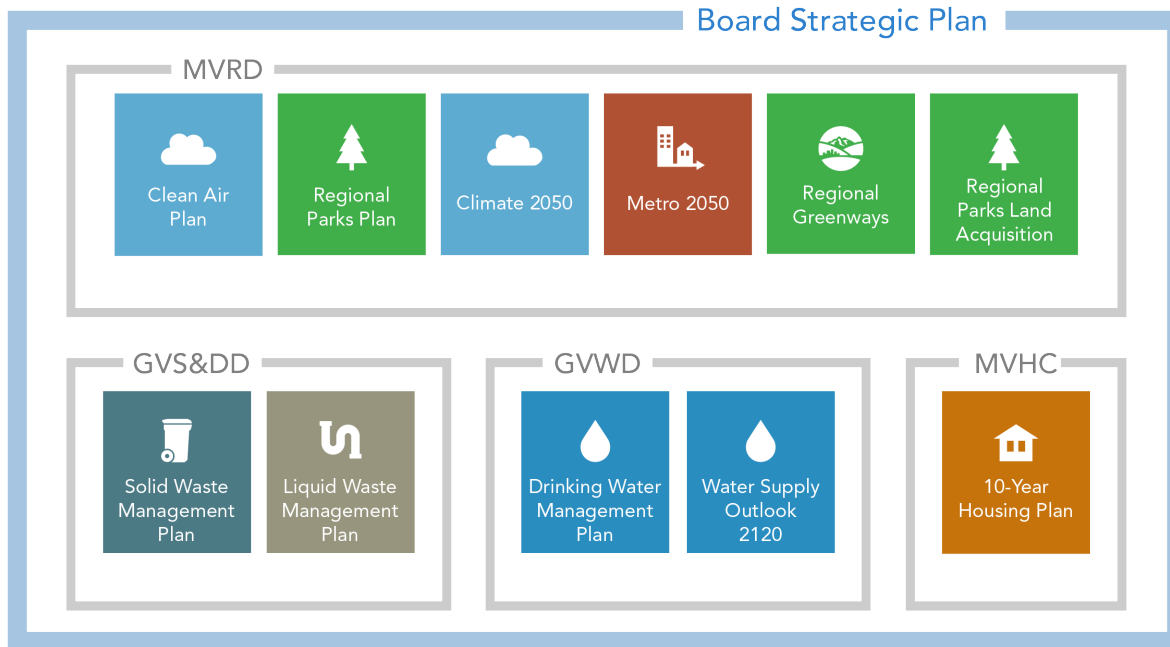 Board Strategic Plan
MVRD
Clean Air
Plan
Regional
Parks Plan
Climate 2050
Metro 2050
Regional
Greenways
Regional
Parks Land
Acquisition
GVS&DD
Solid Waste
Management
Plan
Liquid Waste
Management
Plan
GVWD
Drinking Water
Management
Plan
Water Supply
Outlook
2120
MVHC
10-Year
Housing Plan